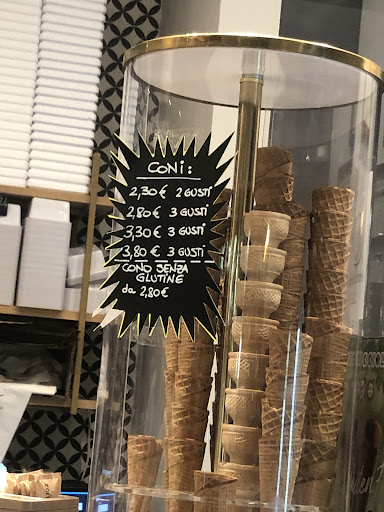 CONi:
2,30€ 2 GUSTI
2,80€ 3 GUSTI
3,30€ 3 GUSTI
3,80€ 3 GUSTI
CONO SENZA
GLUTINE
da 2,80€